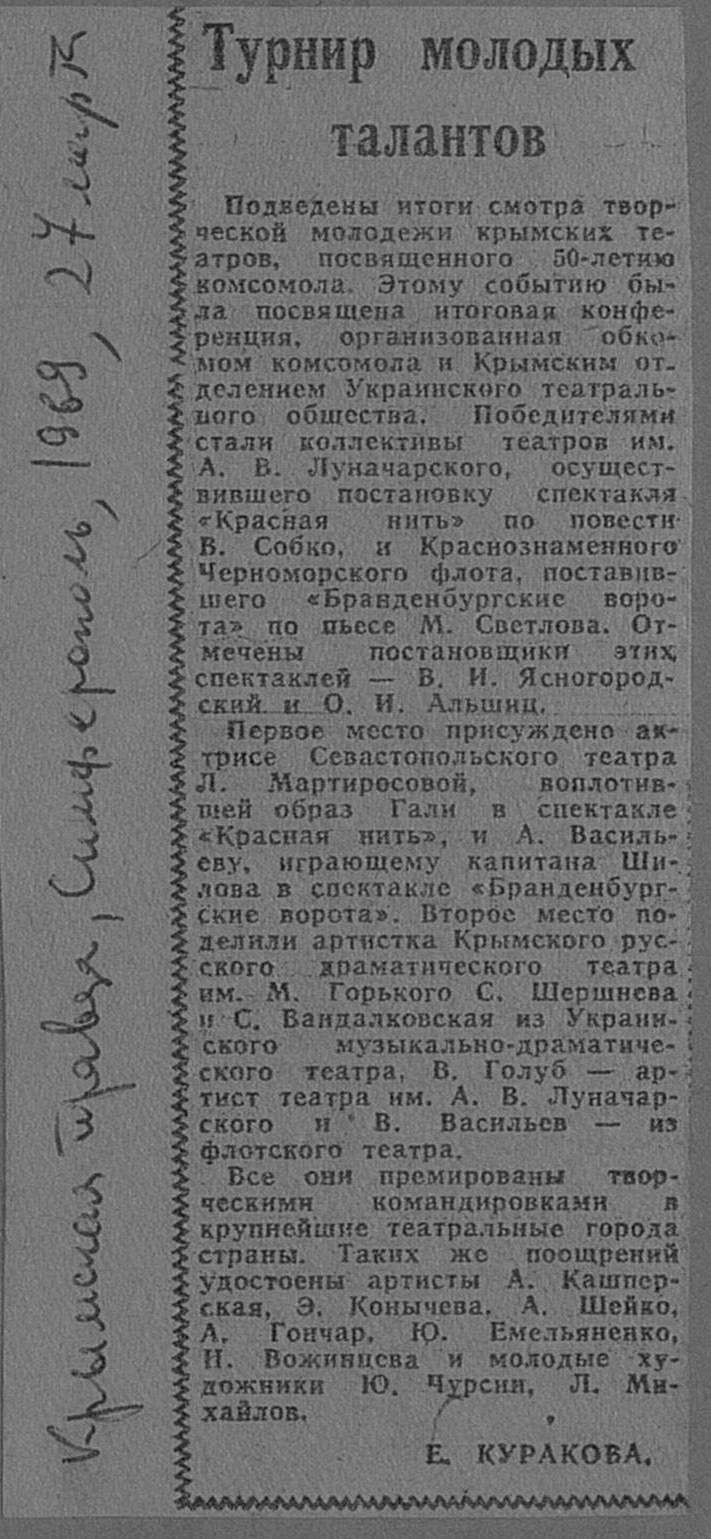 Крымская правда, Симферополь, 1969, 27 март
Турнир молодых
талантов
Подведены итоги смотра твор-
ческой молодежи крымских те-
атров, посвященного 50-летию
комсомола. Этому событию бы-
ла посвящена итоговая конфе-
ренция, организованная обко-
мом комсомола и Крымским от-
делением Украинского театраль-
ного общества. Победителями
стали коллективы театров им.
А. В. Луначарского, осущест-
вившего постановку спектакля
«Красная нить» по повести
В. Собко, и Краснознаменного
Черноморского флота, поставив-
шего «Бранденбургские воро-
та» по пьесе М. Светлова. От-
мечены постановщики этих
спектаклей — В. И. Ясногород-
ский и О. И. Альшиц.
Первое место присуждено ак-
трисе Севастопольского театра
Л. Мартиросовой, воплотив-
шей образ Гали в спектакле
«Красная нить», и А. Василь-
еву, играющему капитана Ши-
лова в спектакле «Бранденбург-
ские ворота». Второе место по-
делили артистка Крымского рус-
ского драматического театра
им. М. Горького С. Шершнева
и С. Вандалковская из Украин-
ского музыкально-драматиче-
ского театра, В. Голуб — ар-
тист театра им. А. В. Луначар-
ского и В. Васильев — из
флотского театра.
Все они премированы твор-
ческими командировками в
крупнейшие театральные города
страны. Таких же поощрений
удостоены артисты А. Кашпер-
ская, Э. Конычева, А. Шейко,
А. Гончар, Ю. Емельяненко,
Н. Вожинцева и молодые ху-
дожники Ю. Чурсин, Л. Ми-
хайлов.
Е. КУРАКОВА.